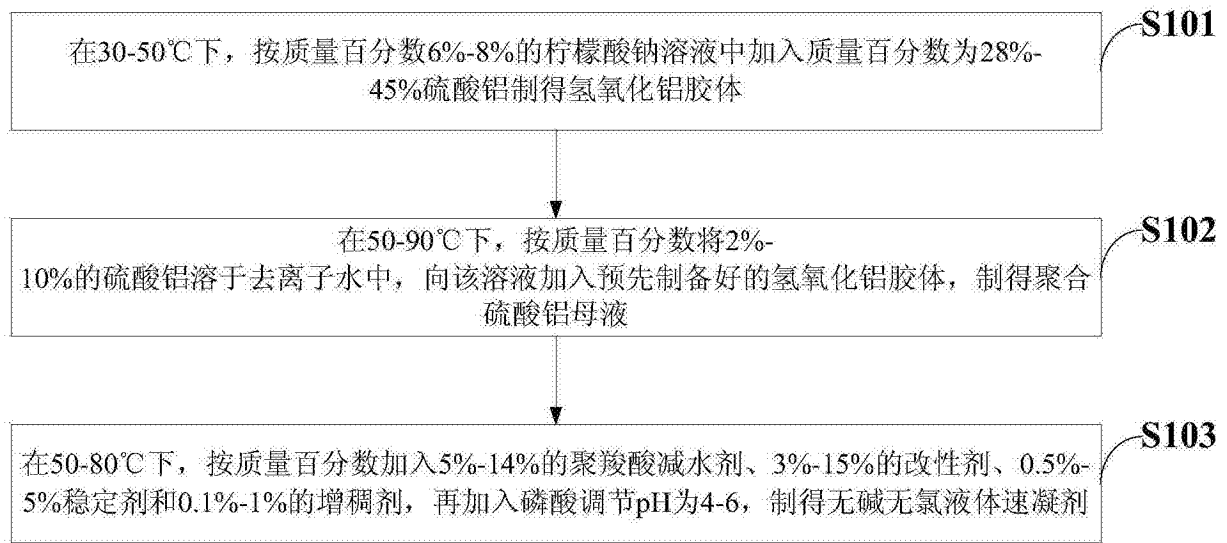 S101
在30-50℃下，按质量百分数6%-8%的柠檬酸钠溶液中加入质量百分数为28%-
45%硫酸铝制得氢氧化铝胶体
S102
在50-90℃下，按质量百分数将2%-
10%的硫酸铝溶于去离子水中，向该溶液加入预先制备好的氢氧化铝胶体，制得聚合
硫酸铝母液
S103
在50-80℃下，按质量百分数加入5%-14%的聚羧酸减水剂、3%-15%的改性剂、0.5%-
5%稳定剂和0.1%-1%的增稠剂，再加入磷酸调节pH为4-6，制得无碱无氯液体速凝剂